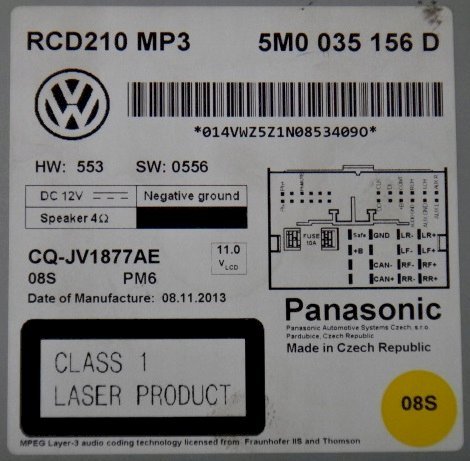 RCD210 MP3 5M0 035 156 D
*014VWZ5Z1N0853409O*
HW: 553 SW: 0556
DC 12V Negative ground
Speaker 4Ω
FUSE 10A Safe GND LR- LR+
+B LF- LF+
CAN- RF- RF+
CAN+ RR- RR+
CQ-JV1877AE 11.0 VLCD
08S PM6
Date of Manufacture: 08.11.2013
Panasonic
Panasonic Automotive Systems Czech, s.r.o.
Pardubice, Czech Republic
Made in Czech Republic
CLASS 1
LASER PRODUCT
08S
MPEG Layer-3 audio coding technology licensed from Fraunhofer IIS and Thomson